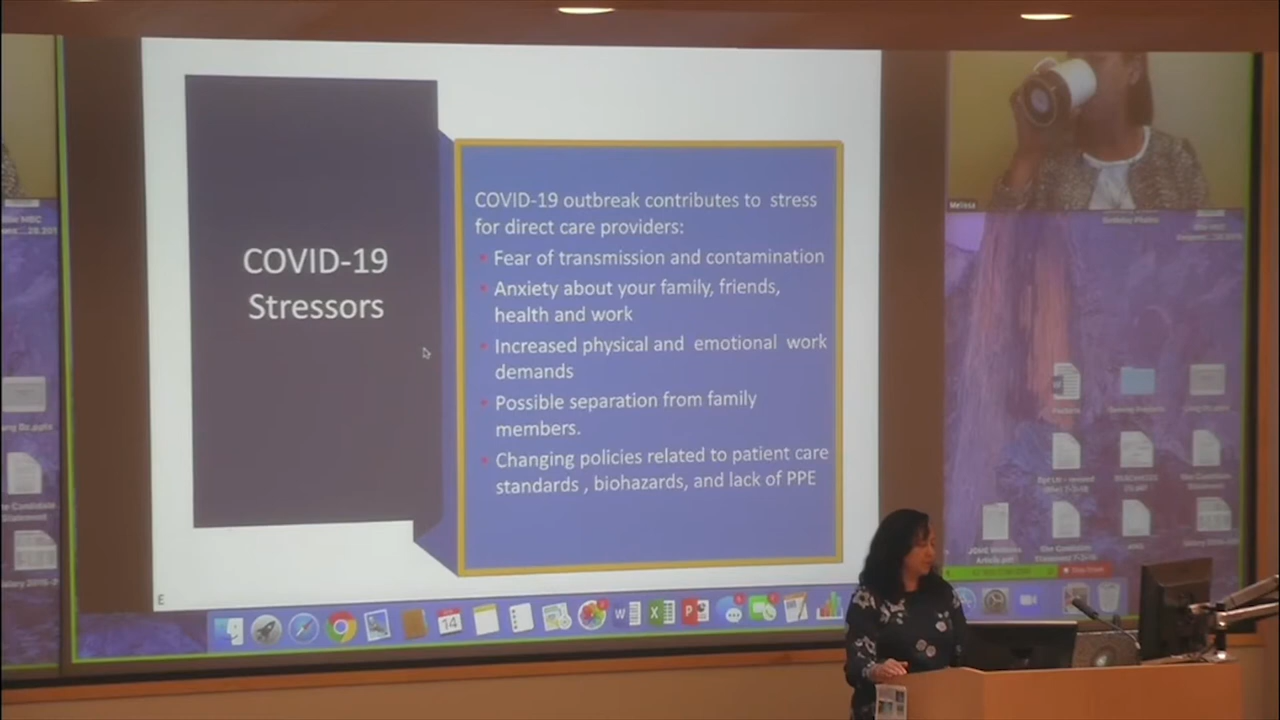 COVID-19
Stressors
COVID-19 outbreak contributes to stress
for direct care providers:
Fear of transmission and contamination
Anxiety about your family, friends,
health and work
Increased physical and emotional work
demands
Possible separation from family
members.
Changing policies related to patient care
standards , biohazards, and lack of PPE
E
14
Melissa